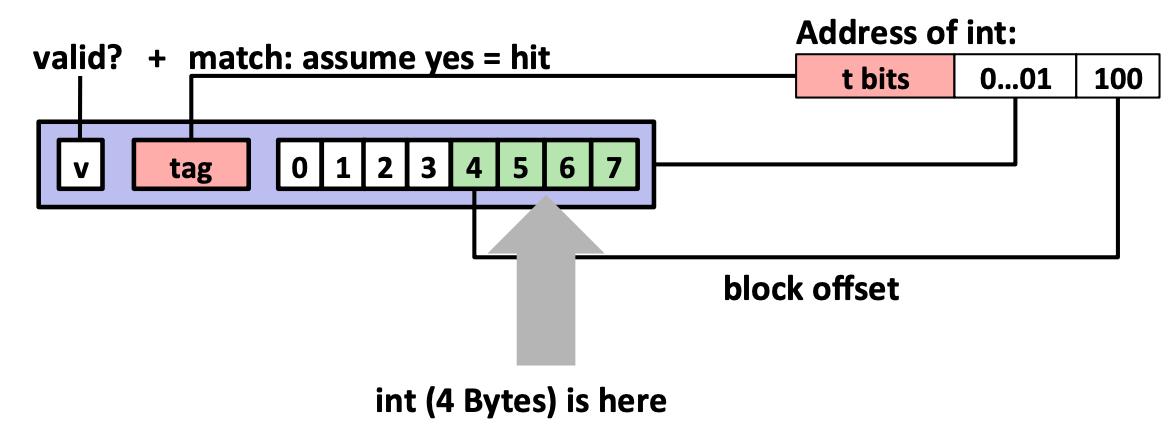 Address of int:
valid? + match: assume yes = hit
t bits 0...01 100
v tag 0 1 2 3 4 5 6 7
block offset
int (4 Bytes) is here